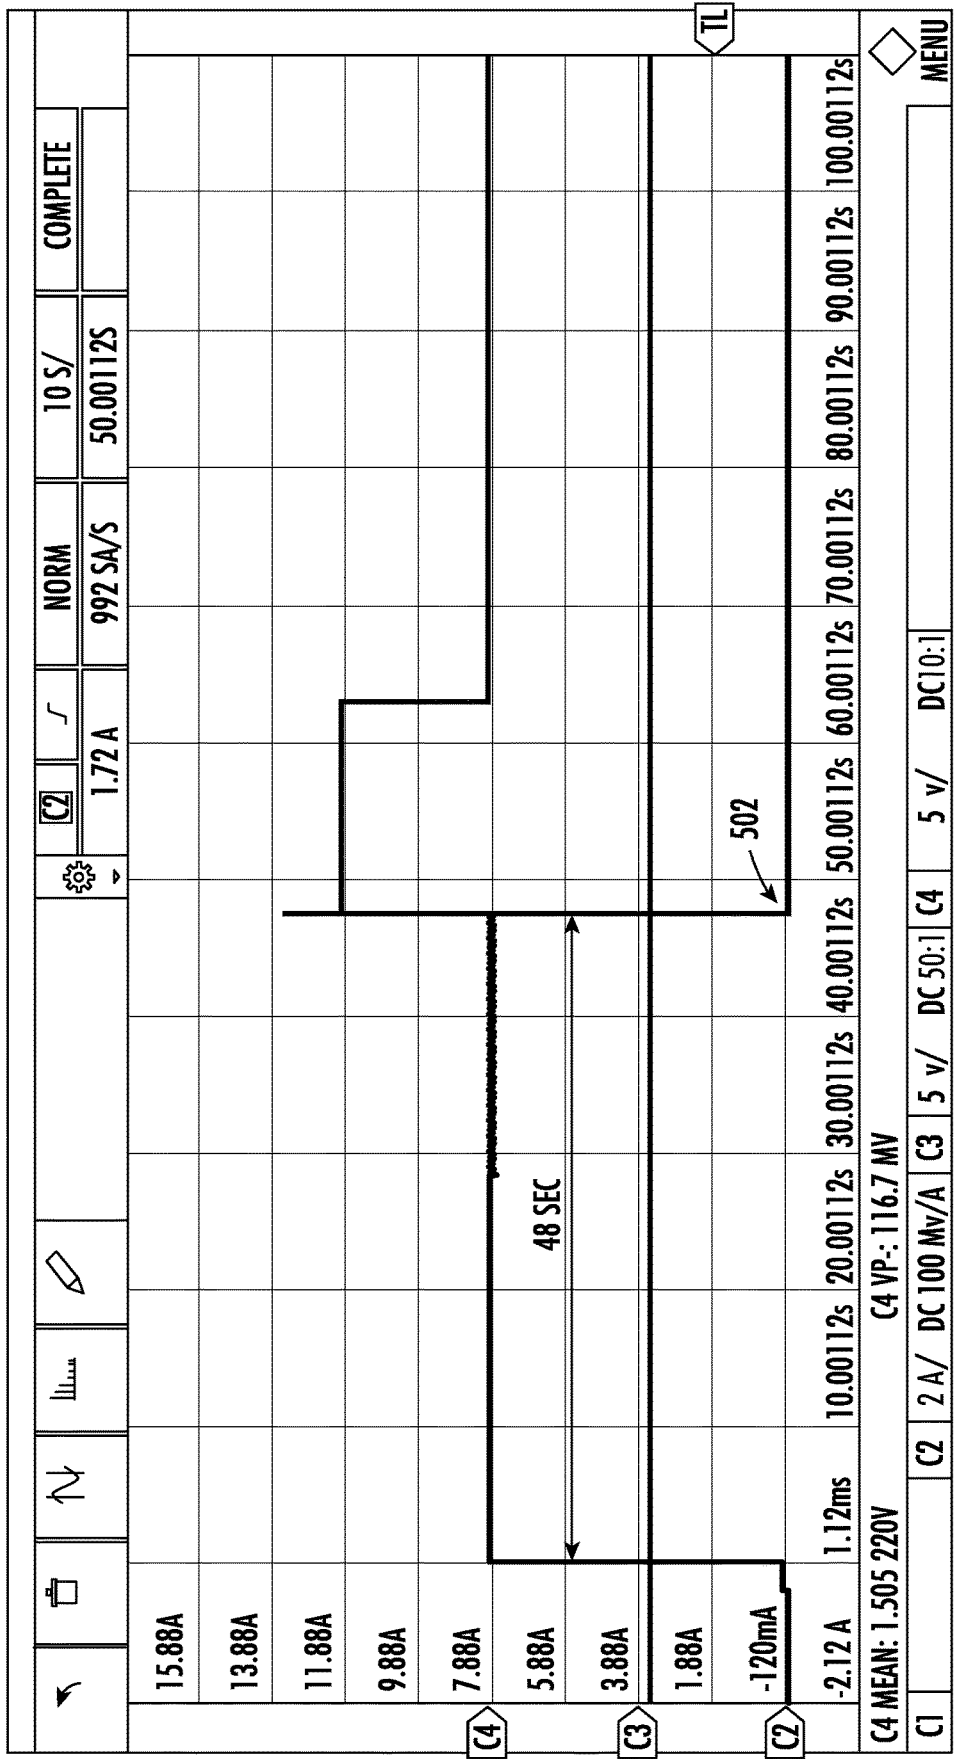 C2
NORM
10 S/
COMPLETE
1.72 A
992 SA/S
50.00112S
TL
15.88A
13.88A
11.88A
9.88A
7.88A
5.88A
3.88A
1.88A
-120mA
-2.12 A
C4
C3
C2
48 SEC
502
1.12ms
10.00112s
20.00112s
30.00112s
40.00112s
50.00112s
60.00112s
70.00112s
80.00112s
90.00112s
100.00112s
C4 MEAN: 1.505 220V
C4 VP-: 116.7 MV
MENU
C1
C2 2 A/ DC 100 Mv/A
C3 5 v/ DC 50:1
C4 5 v/ DC10:1